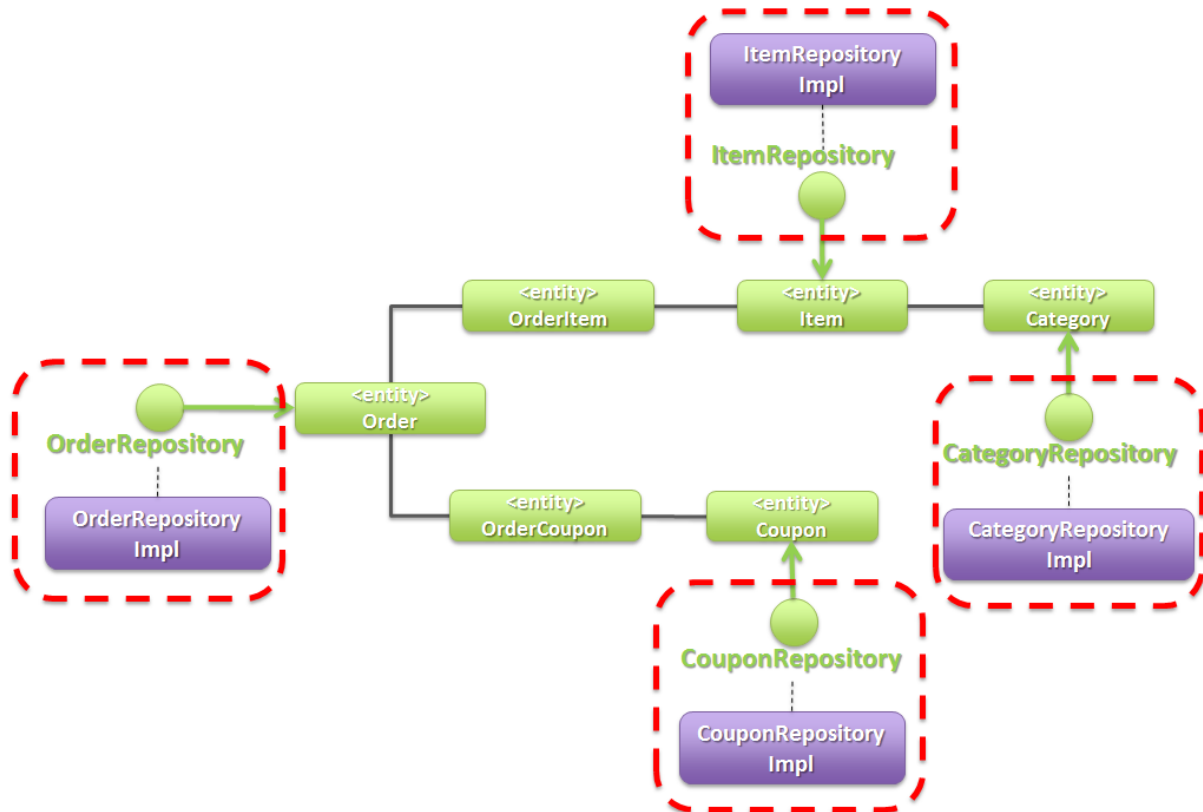 ItemRepository
Impl
ItemRepository
<entity>
OrderItem
<entity>
Item
<entity>
Category
<entity>
Order
OrderRepository
OrderRepository
Impl
CategoryRepository
CategoryRepository
Impl
<entity>
OrderCoupon
<entity>
Coupon
CouponRepository
CouponRepository
Impl